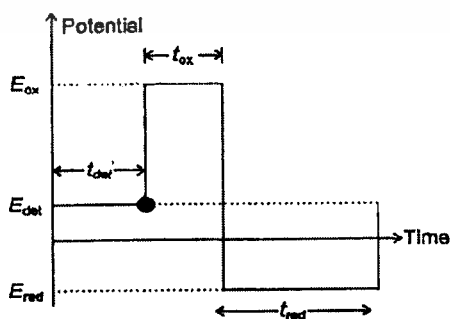 Potential
t_ox
E_ox
t_det
E_det
Time
E_red
t_red